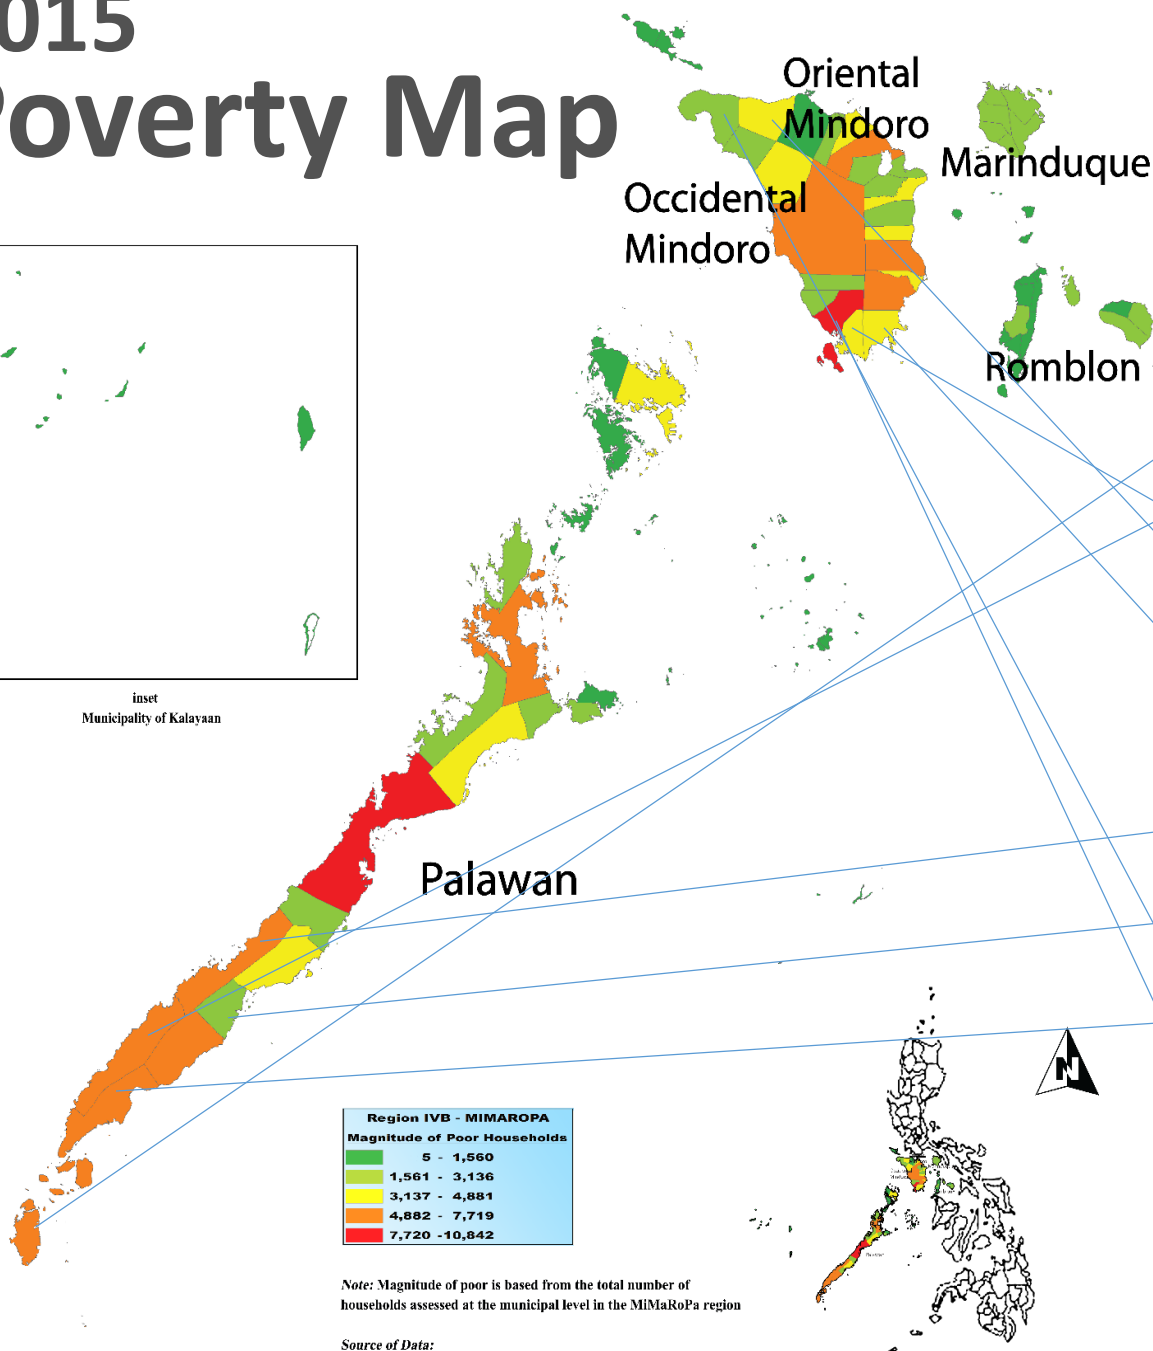 015
Poverty Map
Oriental
Mindoro
Marinduque
Occidental
Mindoro
Romblon
inset
Municipality of Kalayaan
Palawan
N
Region IVB - MIMAROPA
Magnitude of Poor Households
5 - 1,560
1,561 - 3,136
3,137 - 4,881
4,882 - 7,719
7,720 -10,842
Note: Magnitude of poor is based from the total number of
households assessed at the municipal level in the MiMaRoPa region
Source of Data: